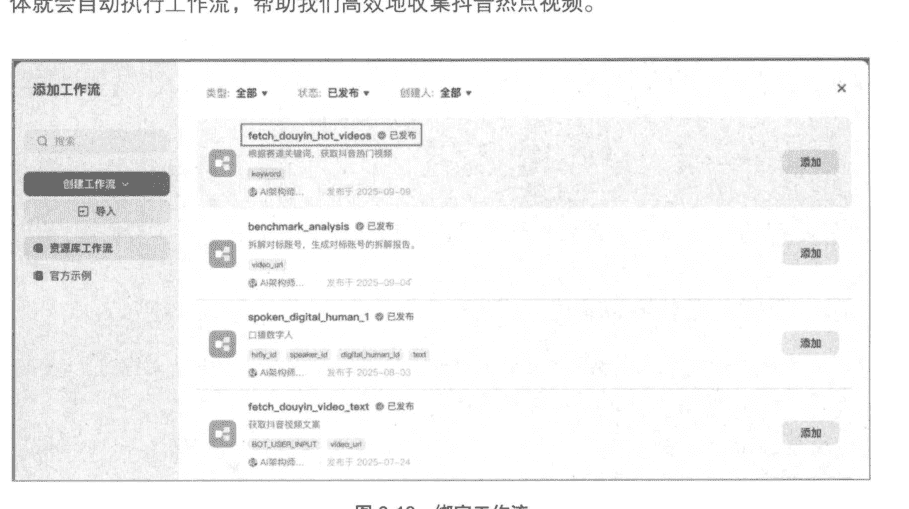 体就会自动执行工作流，帮助我们高效地收集抖音热点视频。
添加工作流
类型: 全部 状态: 已发布 创建人: 全部
搜索
创建工作流
导入
资源库工作流
官方示例
fetch_douyin_hot_videos 已发布
根据赛道关键词，获取抖音热门视频
keyword
AI架构师... 发布于 2025-09-09
添加
benchmark_analysis 已发布
拆解对标账号，生成对标账号的拆解报告。
video_url
AI架构师... 发布于 2025-09-04
添加
spoken_digital_human_1 已发布
口播数字人
hifly_id speaker_id digital_human_id text
AI架构师... 发布于 2025-08-03
添加
fetch_douyin_video_text 已发布
获取抖音视频文案
BOT_USER_INPUT video_url
AI架构师... 发布于 2025-07-24
添加
绑定工作流